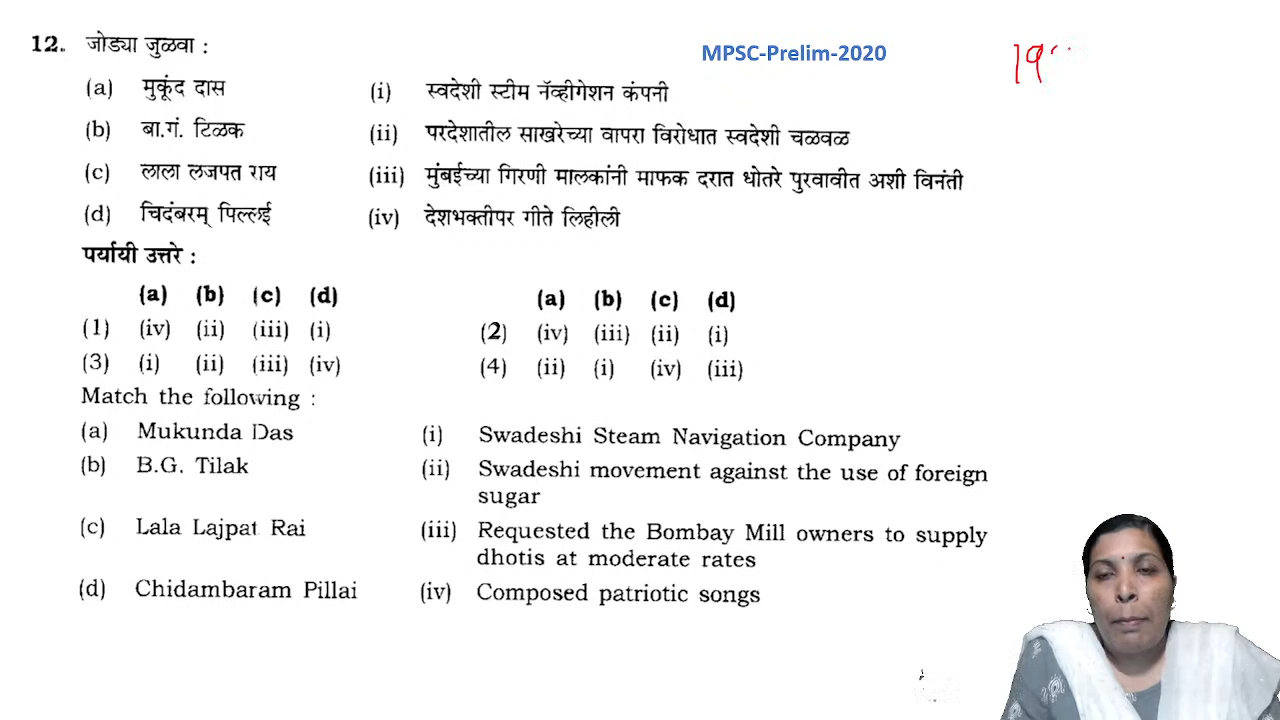 12. जोड्या जुळवा :
MPSC-Prelim-2020
19
(a) मुकूंद दास (i) स्वदेशी स्टीम नॅव्हीगेशन कंपनी
(b) बा.गं. टिळक (ii) परदेशातील साखरेच्या वापरा विरोधात स्वदेशी चळवळ
(c) लाला लजपत राय (iii) मुंबईच्या गिरणी मालकांनी माफक दरात धोतरे पुरवावीत अशी विनंती
(d) चिदंबरम् पिल्लई (iv) देशभक्तीपर गीते लिहीली
पर्यायी उत्तरे :
(a) (b) (c) (d) (a) (b) (c) (d)
(1) (iv) (ii) (iii) (i) (2) (iv) (iii) (ii) (i)
(3) (i) (ii) (iii) (iv) (4) (ii) (i) (iv) (iii)
Match the following :
(a) Mukunda Das (i) Swadeshi Steam Navigation Company
(b) B.G. Tilak (ii) Swadeshi movement against the use of foreign
sugar
(c) Lala Lajpat Rai (iii) Requested the Bombay Mill owners to supply
dhotis at moderate rates
(d) Chidambaram Pillai (iv) Composed patriotic songs